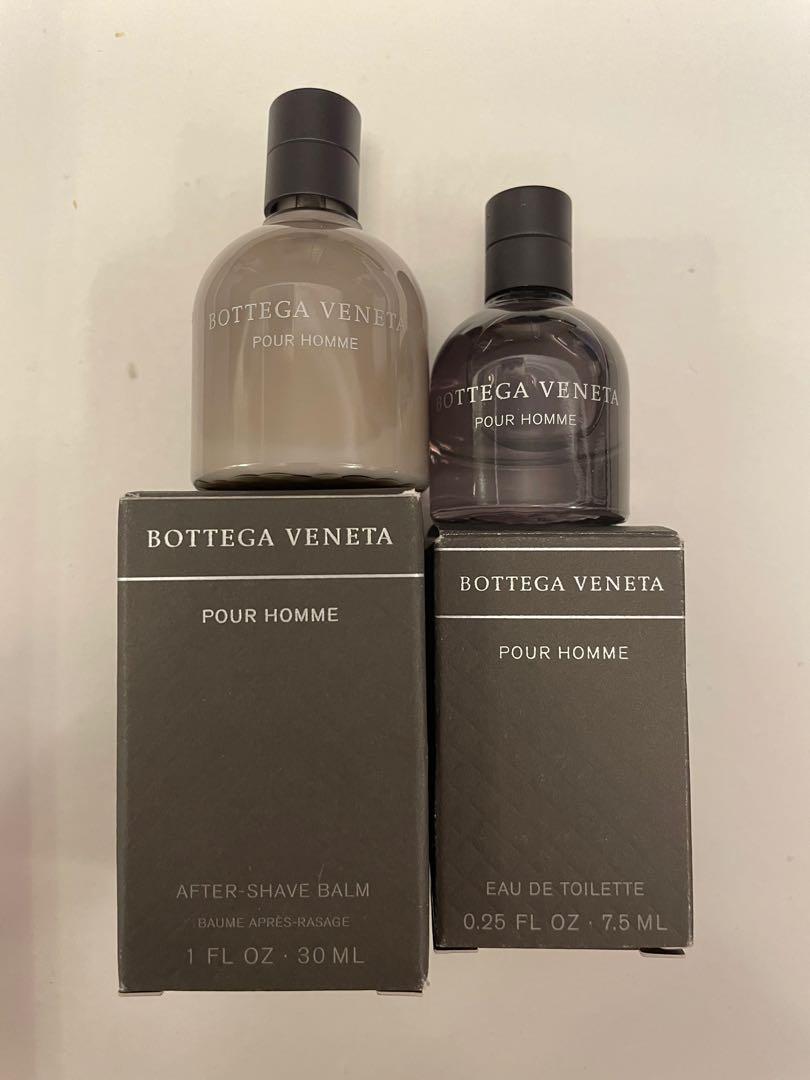 BOTTEGA VENETA
POUR HOMME
BOTTEGA VENETA
POUR HOMME
BOTTEGA VENETA
POUR HOMME
AFTER-SHAVE BALM
BAUME APRÈS-RASAGE
1 FL OZ · 30 ML
BOTTEGA VENETA
POUR HOMME
EAU DE TOILETTE
0.25 FL OZ · 7.5 ML